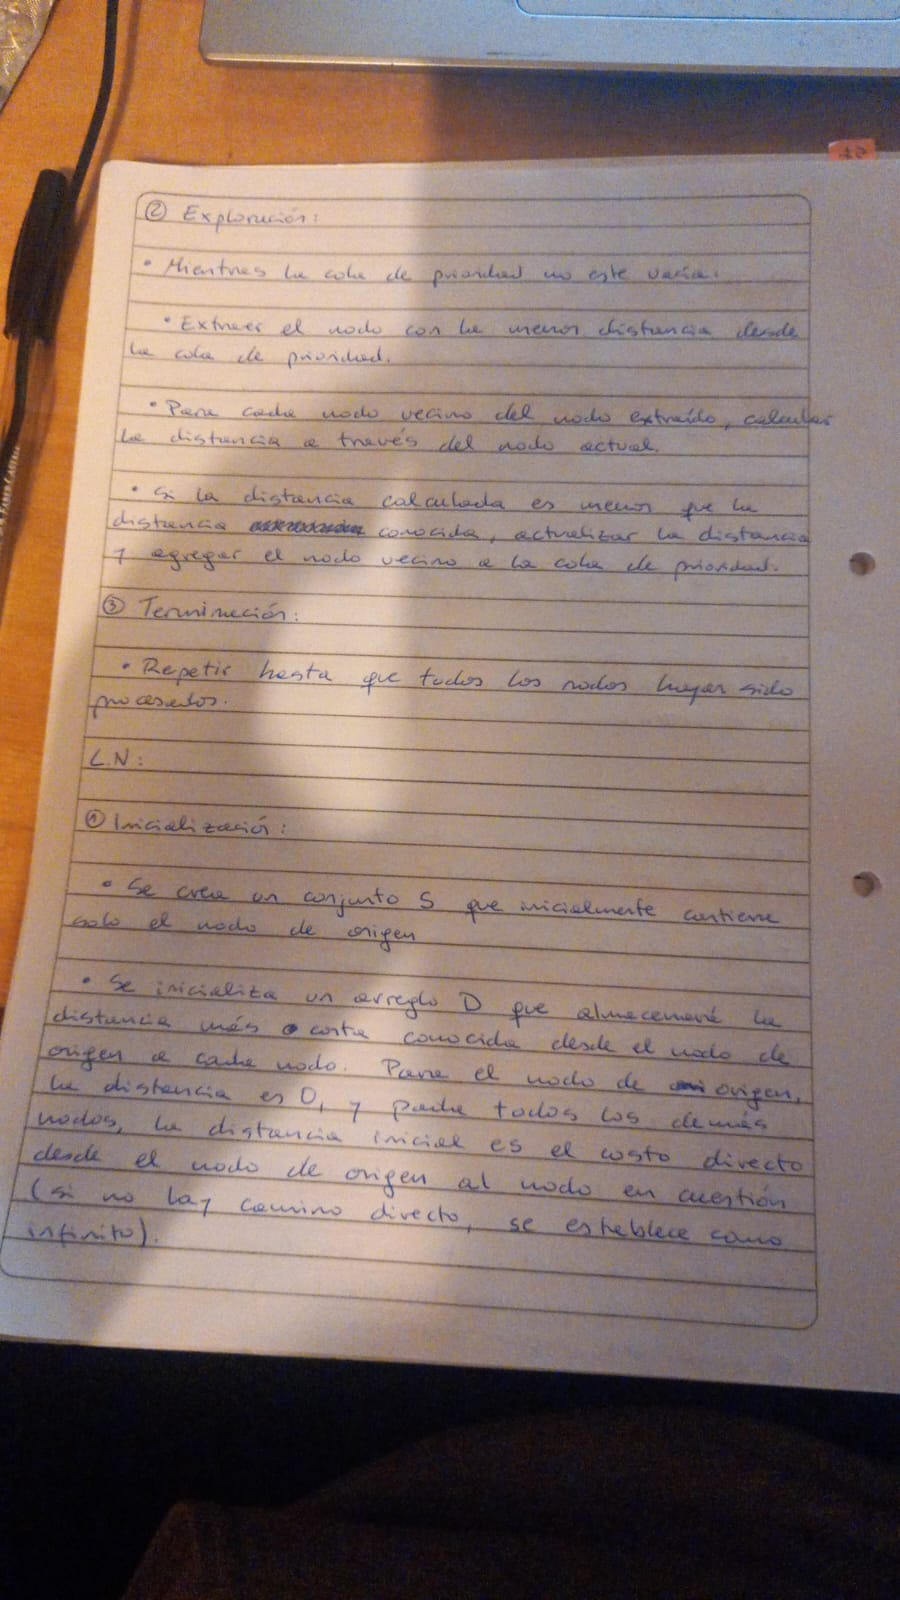 ② Exploración:
• Mientras la cola de prioridad no esté vacía:
• Extraer el nodo con la menor distancia desde
la cola de prioridad.
• Para cada nodo vecino del nodo extraído, calcular
la distancia a través del nodo actual.
• Si la distancia calculada es menor que la
distancia conocida, actualizar la distancia
y agregar el nodo vecino a la cola de prioridad.
③ Terminación:
• Repetir hasta que todos los nodos hayan sido
procesados.
L.N:
① Inicialización:
• Se crea un conjunto S que inicialmente contiene
solo el nodo de origen
• Se inicializa un arreglo D que almacenará la
distancia más corta conocida desde el nodo de
origen a cada nodo. Para el nodo de origen,
la distancia es 0, y para todos los demás
nodos, la distancia inicial es el costo directo
desde el nodo de origen al nodo en cuestión
(si no hay camino directo, se establece como
infinito).